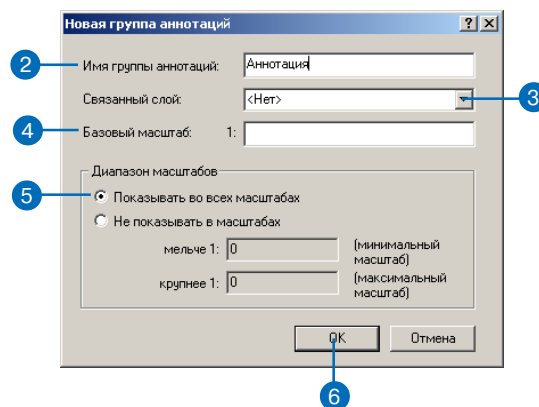 Новая группа аннотаций
2 Имя группы аннотаций: Аннотация
Связанный слой: <Нет> 3
4 Базовый масштаб: 1:
Диапазон масштабов
5 Показывать во всех масштабах
Не показывать в масштабах
мельче 1: 0 (минимальный
масштаб)
крупнее 1: 0 (максимальный
масштаб)
OK Отмена
6